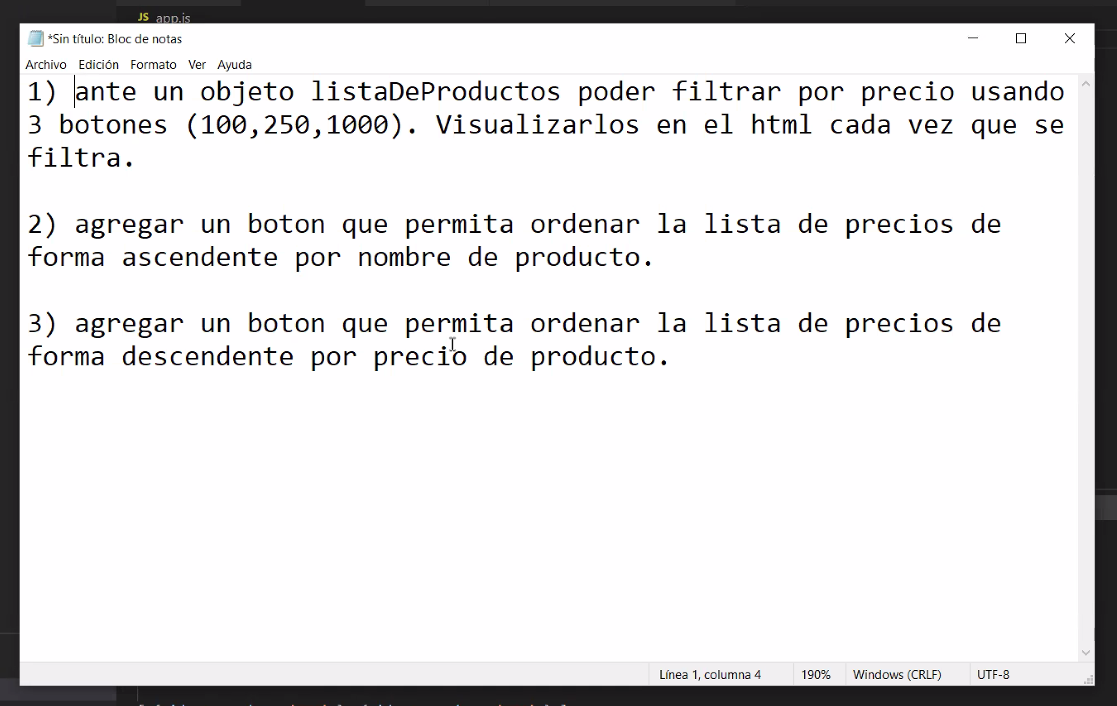 JS app.js
*Sin título: Bloc de notas
Archivo Edición Formato Ver Ayuda
1) ante un objeto listaDeProductos poder filtrar por precio usando
3 botones (100,250,1000). Visualizarlos en el html cada vez que se
filtra.
2) agregar un boton que permita ordenar la lista de precios de
forma ascendente por nombre de producto.
3) agregar un boton que permita ordenar la lista de precios de
forma descendente por precio de producto.
Línea 1, columna 4 190% Windows (CRLF) UTF-8